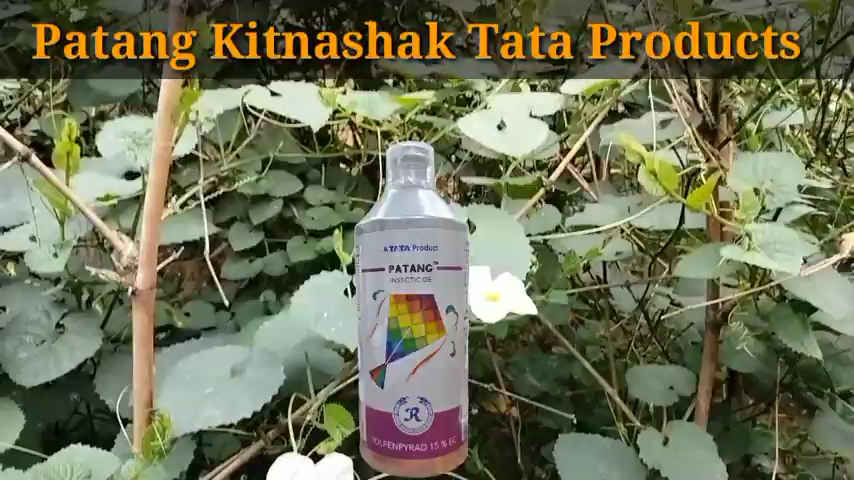 Patang Kitnashak Tata Products
A TATA Product
PATANG™
INSECTICIDE
R
TOLFENPYRAD 15 % EC